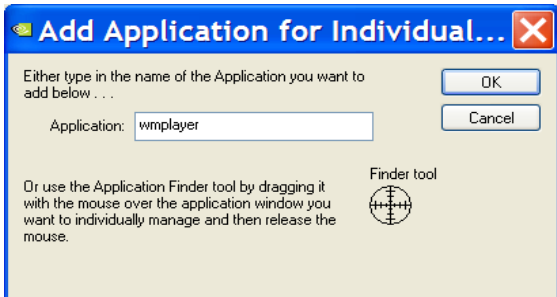 Add Application for Individual...
Either type in the name of the Application you want to
add below . . .
OK
Application: wmplayer
Cancel
Finder tool
Or use the Application Finder tool by dragging it
with the mouse over the application window you
want to individually manage and then release the
mouse.